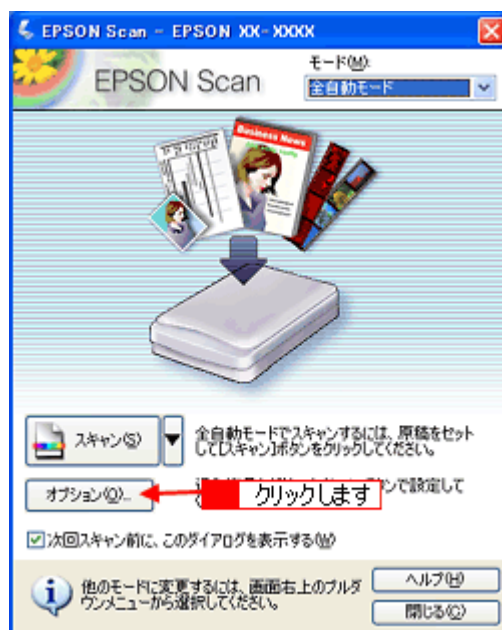 EPSON Scan - EPSON XX-XXXX
EPSON Scan
モード(M):
全自動モード
Business News
スキャン(S)
全自動モードでスキャンするには、原稿をセット
して[スキャン]ボタンをクリックしてください。
オプション(O)...
クリックします
ンで設定して
次回スキャン前に、このダイアログを表示する(W)
他のモードに変更するには、画面右上のプルダ
ウンメニューから選択してください。
ヘルプ(H)
閉じる(C)